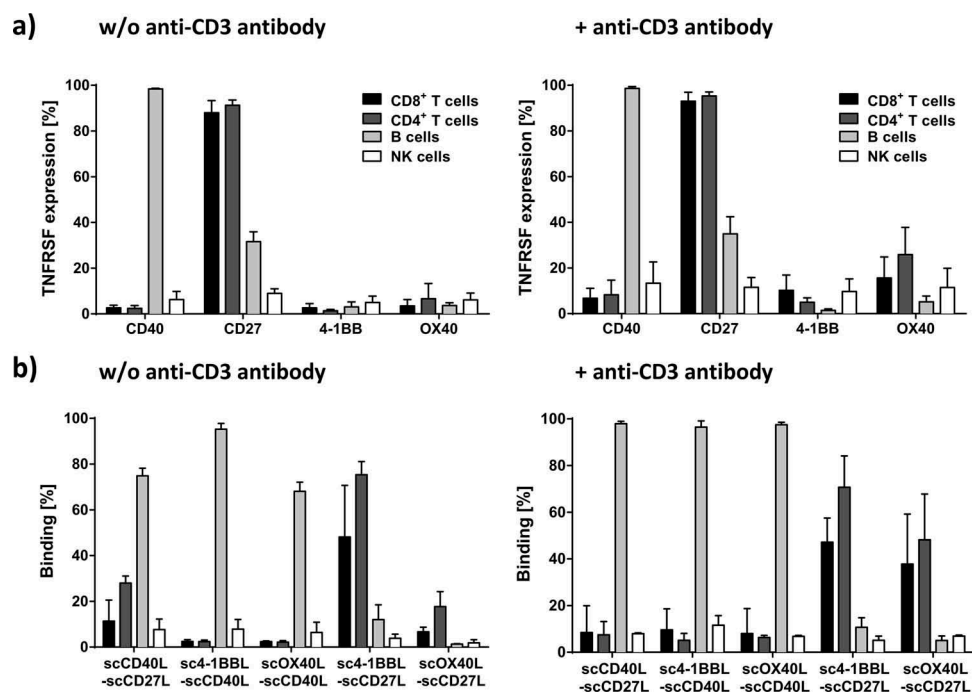 a)
w/o anti-CD3 antibody
+ anti-CD3 antibody
TNFRSF expression [%]
100
80
60
40
20
0
CD40
CD27
4-1BB
OX40
CD8+ T cells
CD4+ T cells
B cells
NK cells
TNFRSF expression [%]
100
80
60
40
20
0
CD40
CD27
4-1BB
OX40
CD8+ T cells
CD4+ T cells
B cells
NK cells
b)
w/o anti-CD3 antibody
+ anti-CD3 antibody
Binding [%]
100
80
60
40
20
0
scCD40L
-scCD27L
sc4-1BBL
-scCD40L
scOX40L
-scCD40L
sc4-1BBL
-scCD27L
scOX40L
-scCD27L
Binding [%]
100
80
60
40
20
0
scCD40L
-scCD27L
sc4-1BBL
-scCD40L
scOX40L
-scCD40L
sc4-1BBL
-scCD27L
scOX40L
-scCD27L